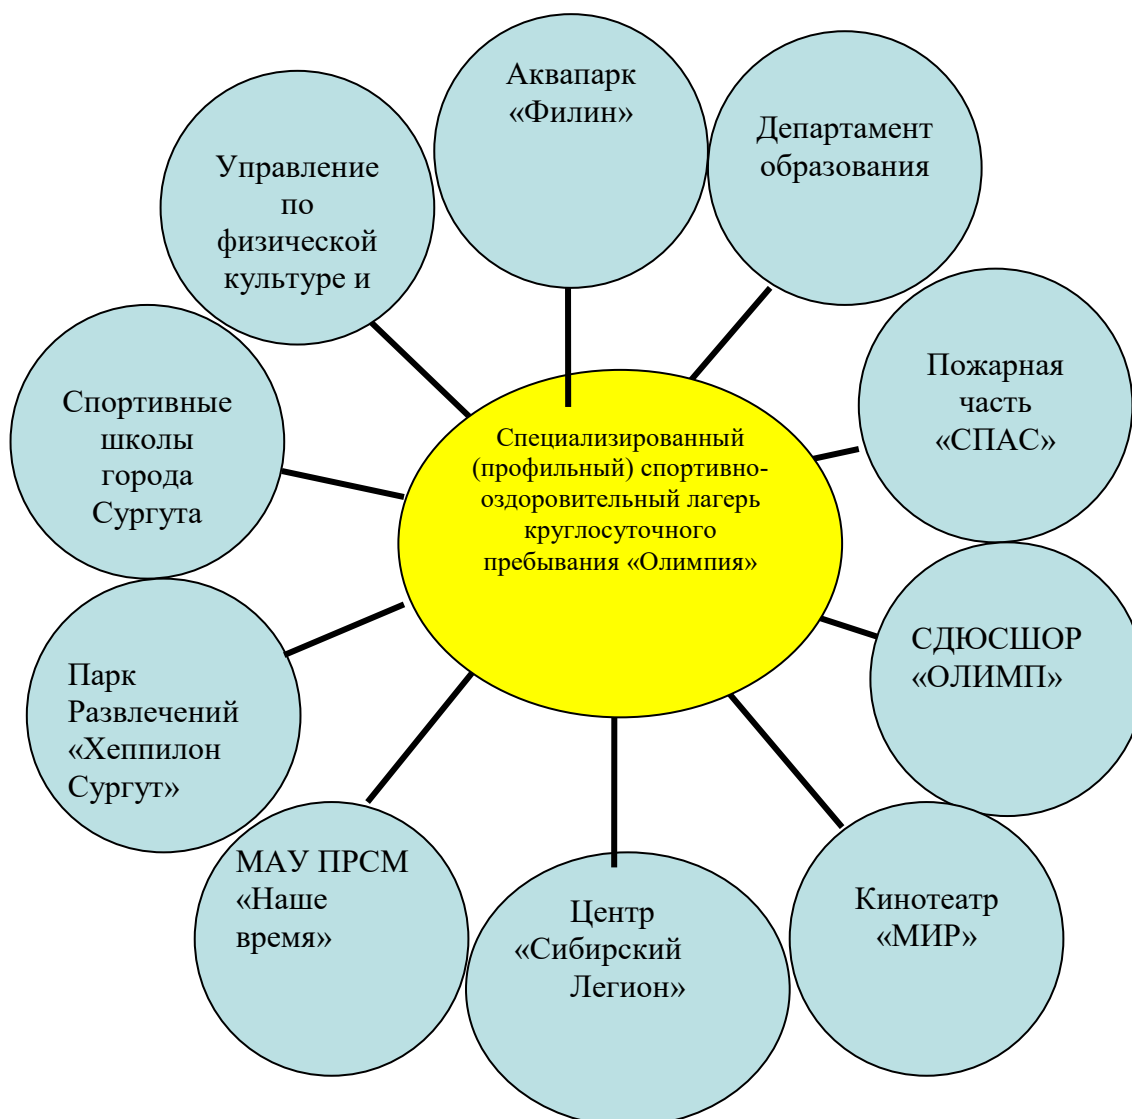 Аквапарк
«Филин»
Департамент
образования
Управление
по
физической
культуре и
Пожарная
часть
«СПАС»
Спортивные
школы
города
Сургута
Специализированный
(профильный) спортивно-
оздоровительный лагерь
круглосуточного
пребывания «Олимпия»
СДЮСШОР
«ОЛИМП»
Парк
Развлечений
«Хеппилон
Сургут»
МАУ ПРСМ
«Наше
время»
Центр
«Сибирский
Легион»
Кинотеатр
«МИР»